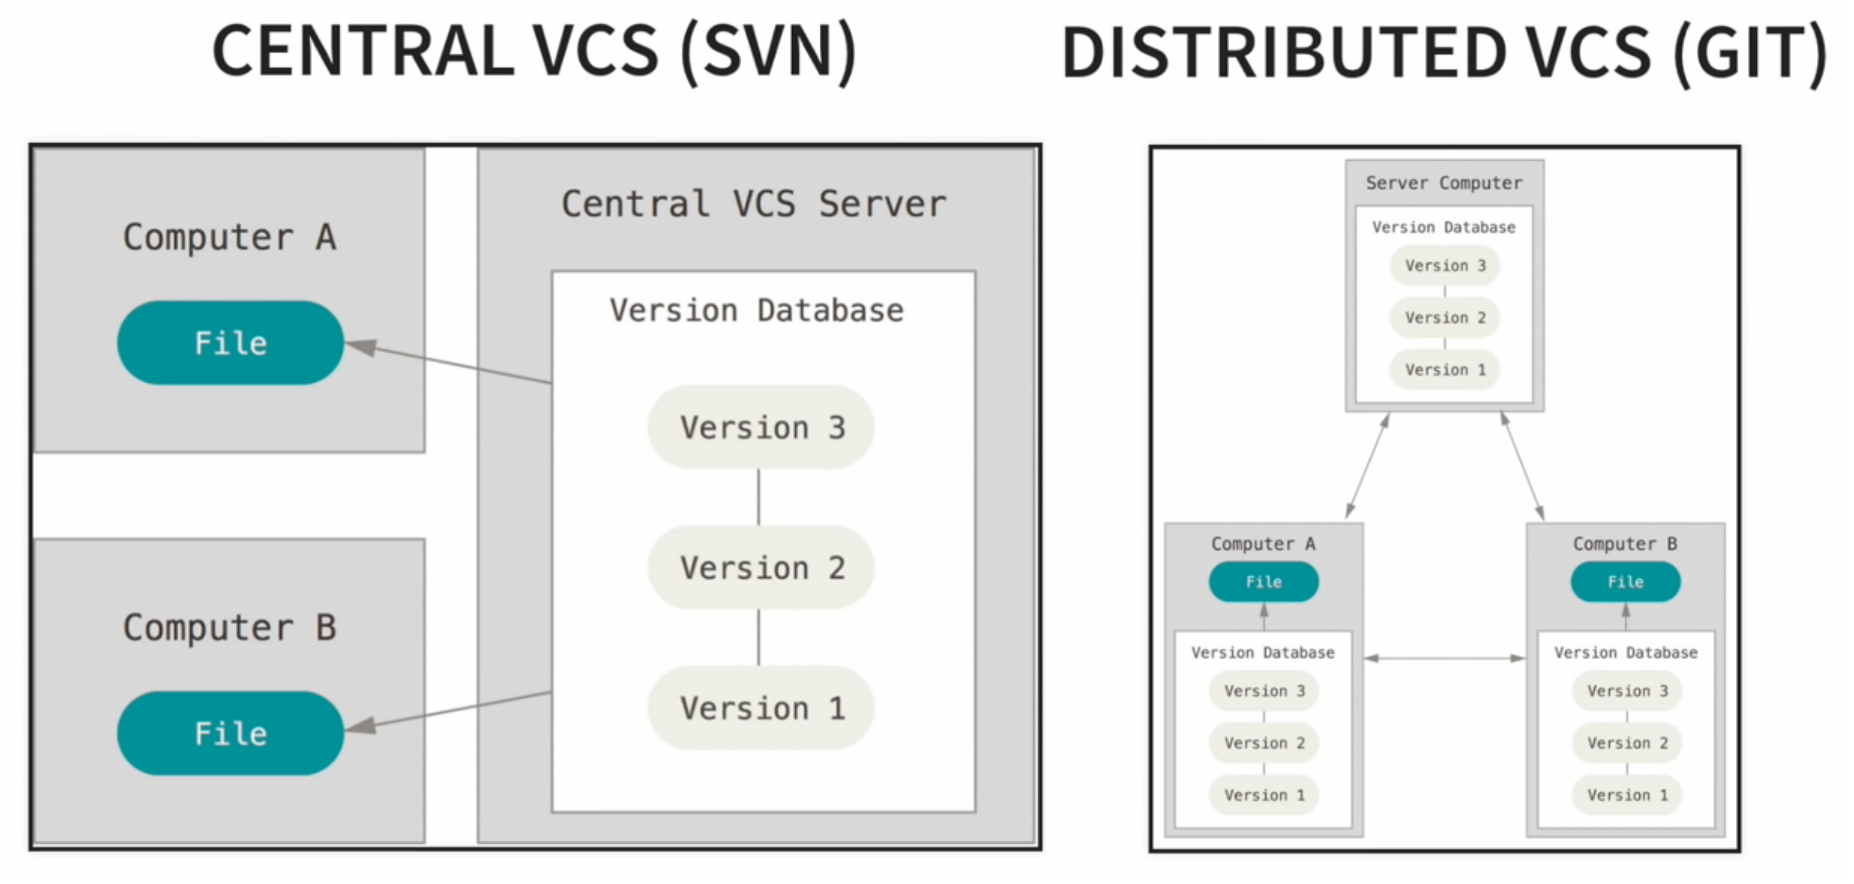 CENTRAL VCS (SVN)
Computer A
File
Computer B
File
Central VCS Server
Version Database
Version 3
Version 2
Version 1
DISTRIBUTED VCS (GIT)
Server Computer
Version Database
Version 3
Version 2
Version 1
Computer A
File
Version Database
Version 3
Version 2
Version 1
Computer B
File
Version Database
Version 3
Version 2
Version 1